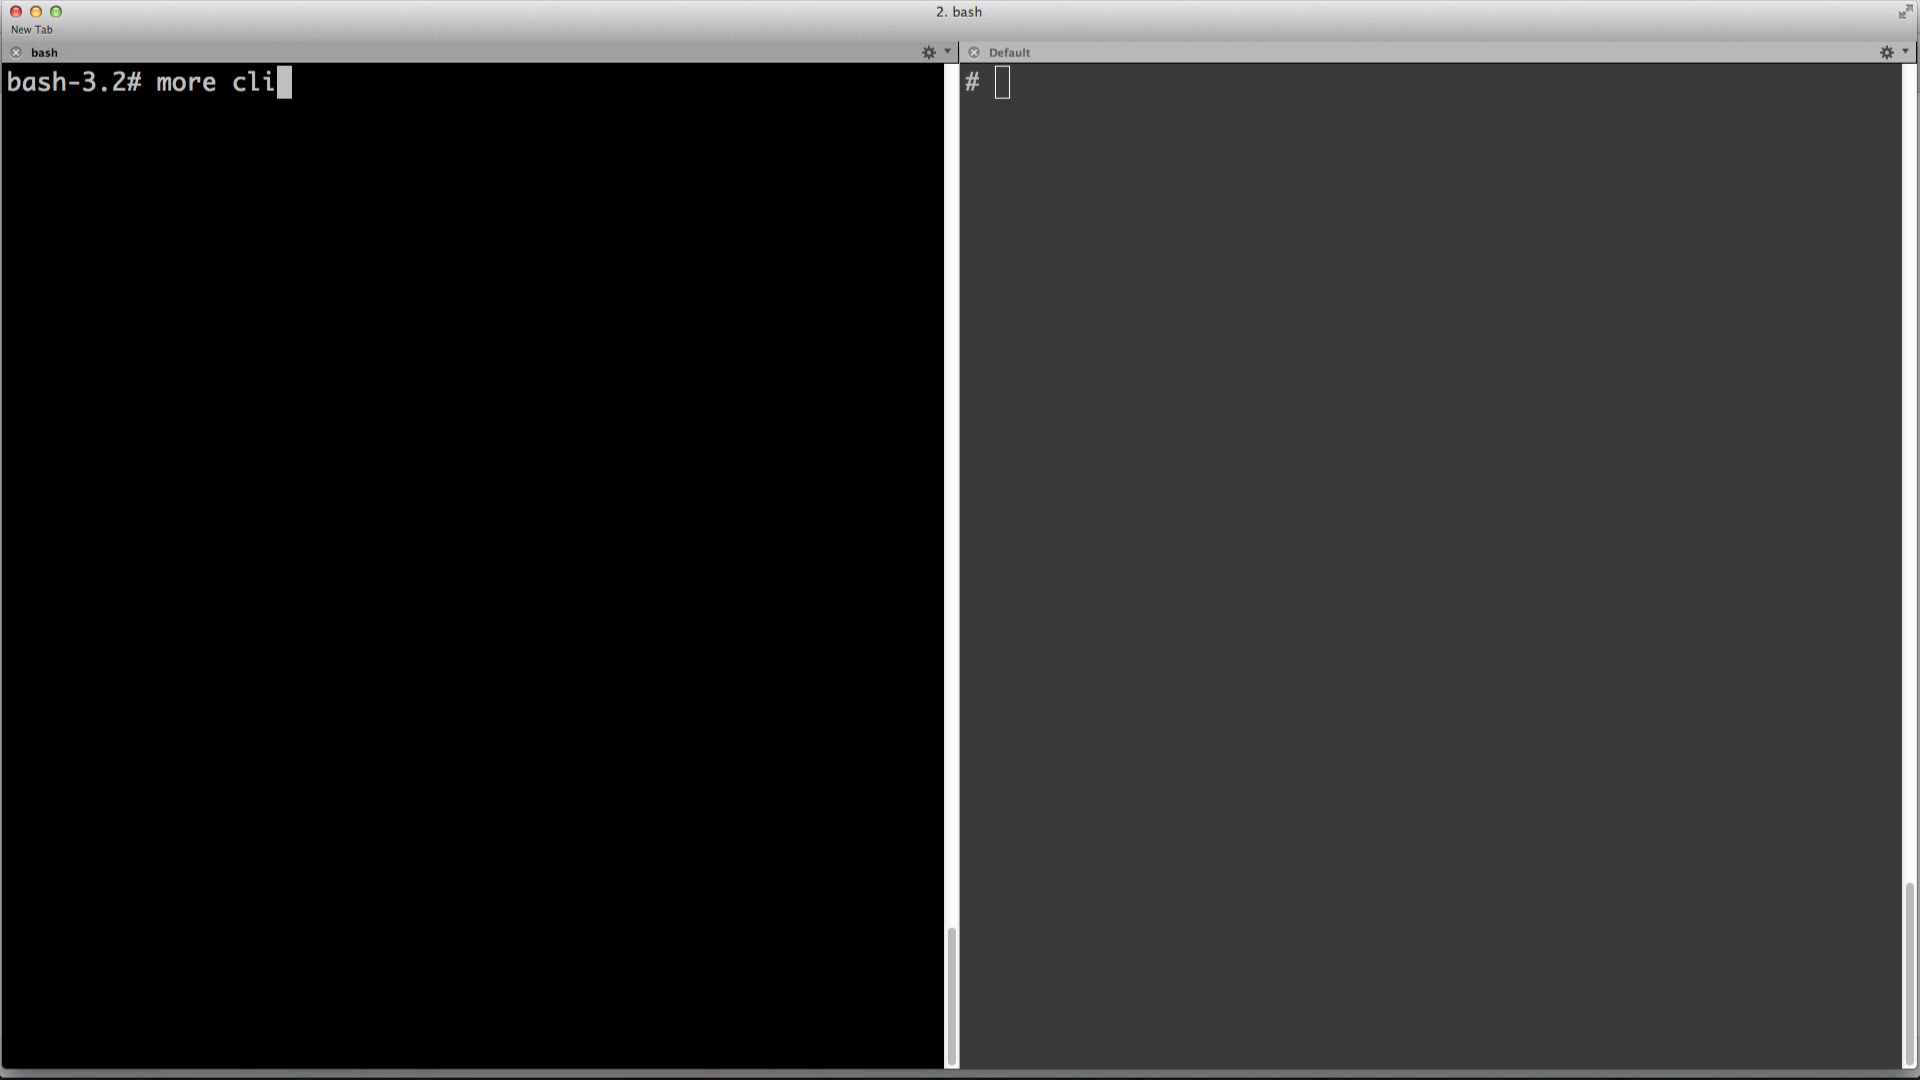 2. bash
New Tab
bash
Default
bash-3.2# more cli
#